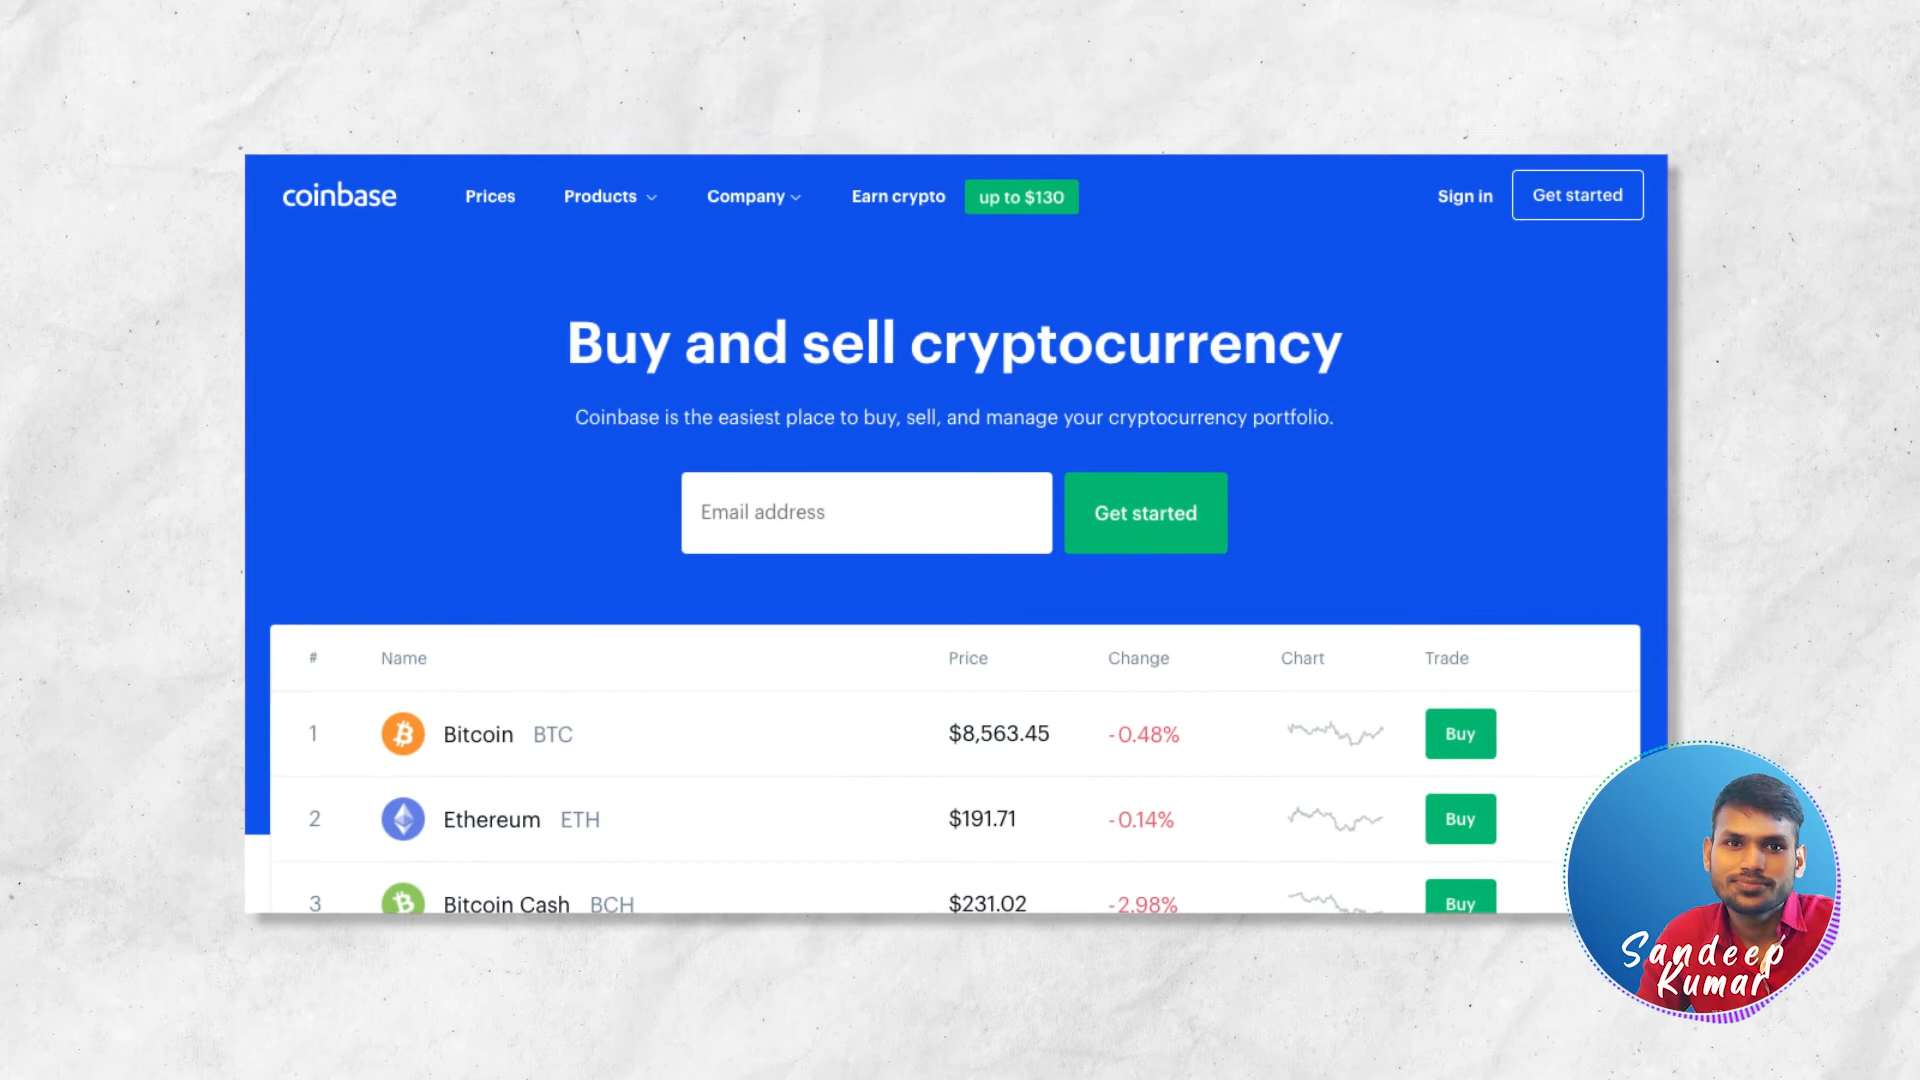 coinbase Prices Products Company Earn crypto up to $130 Sign in Get started
Buy and sell cryptocurrency
Coinbase is the easiest place to buy, sell, and manage your cryptocurrency portfolio.
Email address Get started
# Name Price Change Chart Trade
1 Bitcoin BTC $8,563.45 -0.48% Buy
2 Ethereum ETH $191.71 -0.14% Buy
3 Bitcoin Cash BCH $231.02 -2.98% Buy
Sandeep
Kumar